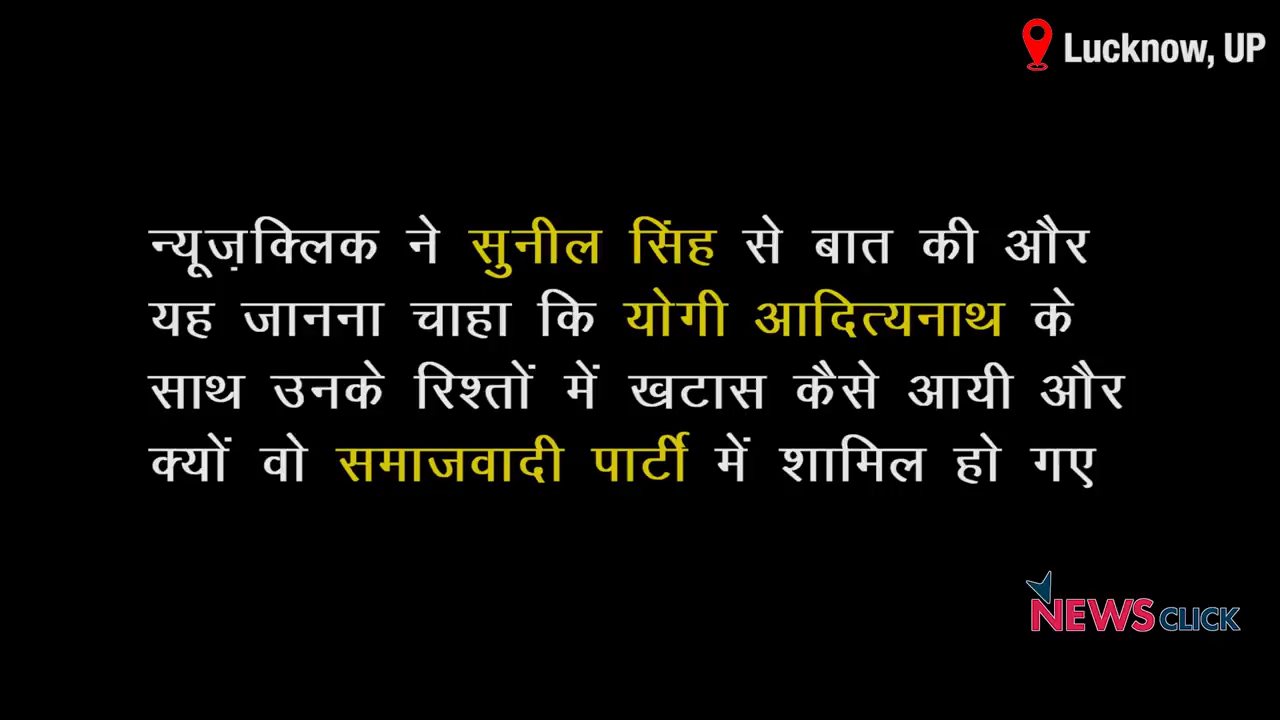 Lucknow, UP
न्यूज़क्लिक ने सुनील सिंह से बात की और
यह जानना चाहा कि योगी आदित्यनाथ के
साथ उनके रिश्तों में खटास कैसे आयी और
क्यों वो समाजवादी पार्टी में शामिल हो गए
NEWSCLICK